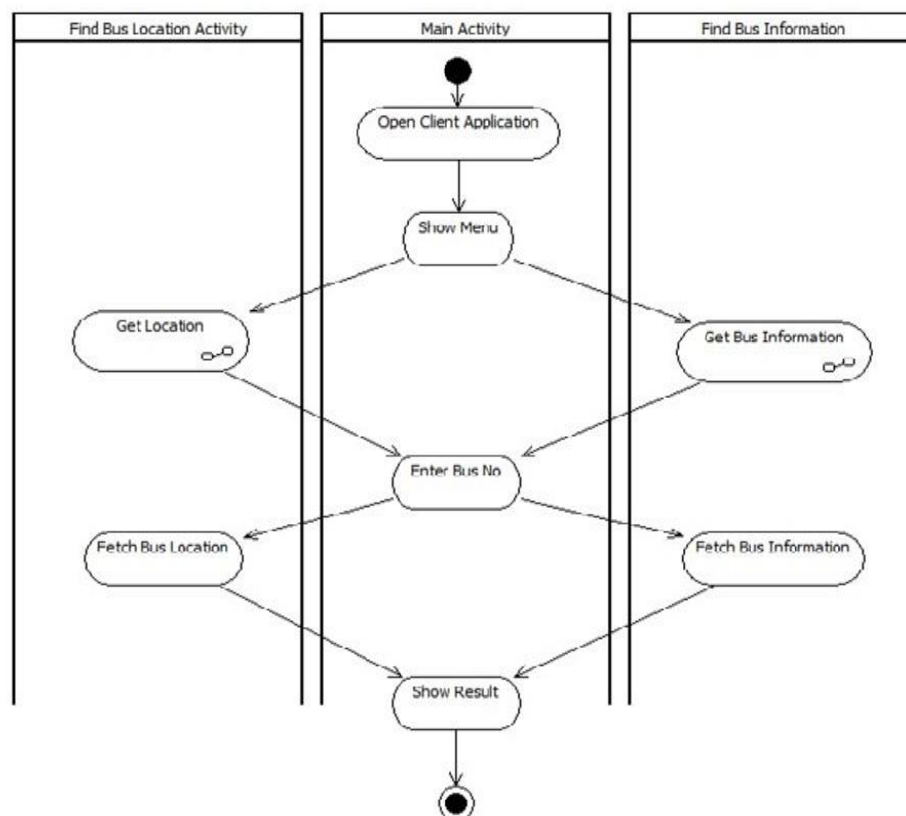 Find Bus Location Activity
Main Activity
Find Bus Information
Open Client Application
Show Menu
Get Location
Get Bus Information
Enter Bus No
Fetch Bus Location
Fetch Bus Information
Show Result